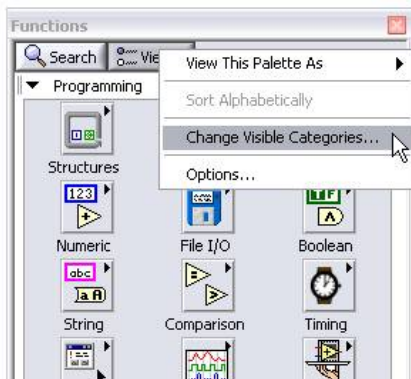 Functions
Search Vie
View This Palette As
Programming
Sort Alphabetically
Change Visible Categories...
Structures
Options...
123
Numeric
File I/O
Boolean
abc
a A
String
Comparison
Timing